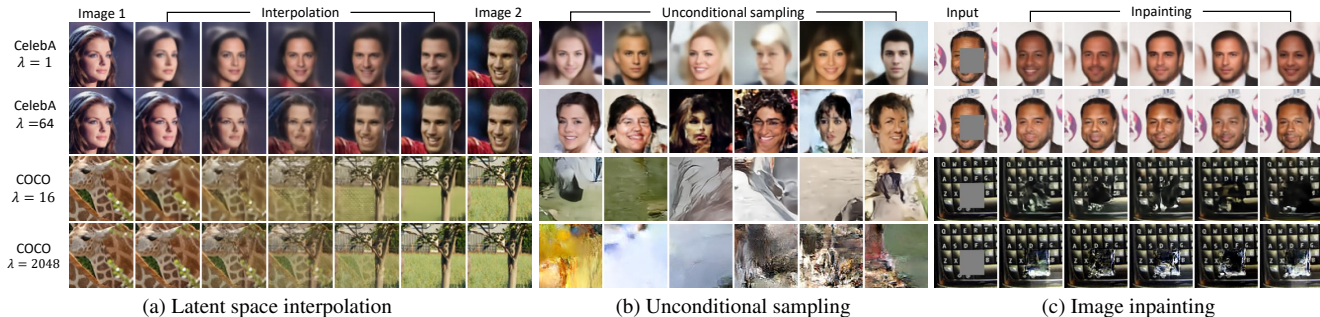 Image 1 Interpolation Image 2 Unconditional sampling Input Inpainting
CelebA
λ = 1
CelebA
λ =64
COCO
λ = 16
COCO
λ = 2048
(a) Latent space interpolation (b) Unconditional sampling (c) Image inpainting